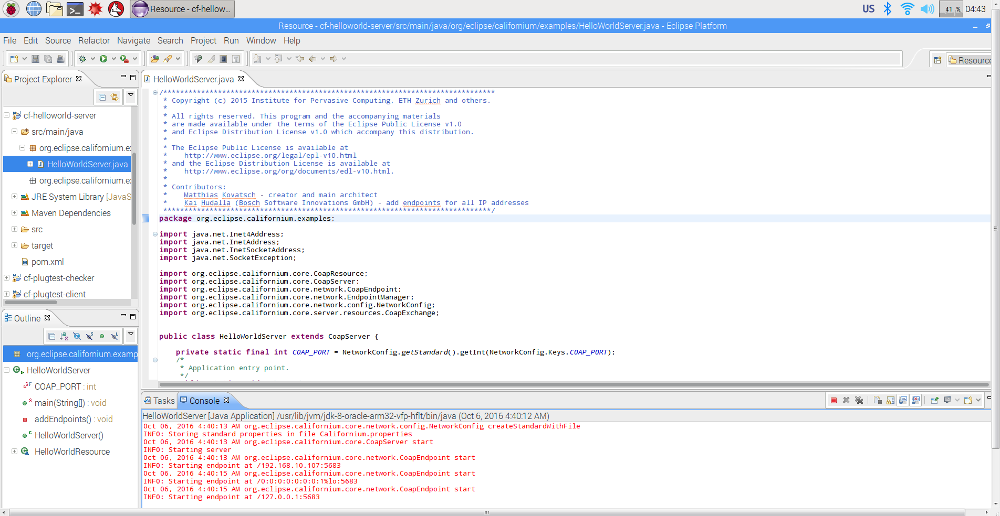 Resource - cf-hellow...
US
41 %
04:43
Resource - cf-helloworld-server/src/main/java/org/eclipse/californium/examples/HelloWorldServer.java - Eclipse Platform
File Edit Source Refactor Navigate Search Project Run Window Help
Resource
Project Explorer
cf-helloworld-server
src/main/java
org.eclipse.californium.e
HelloWorldServer.java
org.eclipse.californium.e
JRE System Library [JavaS
Maven Dependencies
src
target
pom.xml
cf-plugtest-checker
cf-plugtest-client
Outline
org.eclipse.californium.examp
HelloWorldServer
COAP_PORT : int
main(String[]) : void
addEndpoints() : void
HelloWorldServer()
HelloWorldResource
HelloWorldServer.java
/*******************************************************************************
 * Copyright (c) 2015 Institute for Pervasive Computing, ETH Zurich and others.
 *
 * All rights reserved. This program and the accompanying materials
 * are made available under the terms of the Eclipse Public License v1.0
 * and Eclipse Distribution License v1.0 which accompany this distribution.
 *
 * The Eclipse Public License is available at
 *    http://www.eclipse.org/legal/epl-v10.html
 * and the Eclipse Distribution License is available at
 *    http://www.eclipse.org/org/documents/edl-v10.html.
 *
 * Contributors:
 *    Matthias Kovatsch - creator and main architect
 *    Kai Hudalla (Bosch Software Innovations GmbH) - add endpoints for all IP addresses
 ******************************************************************************/
package org.eclipse.californium.examples;
import java.net.Inet4Address;
import java.net.InetAddress;
import java.net.InetSocketAddress;
import java.net.SocketException;
import org.eclipse.californium.core.CoapResource;
import org.eclipse.californium.core.CoapServer;
import org.eclipse.californium.core.network.CoapEndpoint;
import org.eclipse.californium.core.network.EndpointManager;
import org.eclipse.californium.core.network.config.NetworkConfig;
import org.eclipse.californium.core.server.resources.CoapExchange;
public class HelloWorldServer extends CoapServer {
    private static final int COAP_PORT = NetworkConfig.getStandard().getInt(NetworkConfig.Keys.COAP_PORT);
    /*
     * Application entry point.
     */
Tasks Console
HelloWorldServer [Java Application] /usr/lib/jvm/jdk-8-oracle-arm32-vfp-hflt/bin/java (Oct 6, 2016 4:40:12 AM)
Oct 06, 2016 4:40:13 AM org.eclipse.californium.core.network.config.NetworkConfig createStandardWithFile
INFO: Storing standard properties in file Californium.properties
Oct 06, 2016 4:40:13 AM org.eclipse.californium.core.CoapServer start
INFO: Starting server
Oct 06, 2016 4:40:13 AM org.eclipse.californium.core.network.CoapEndpoint start
INFO: Starting endpoint at /192.168.10.107:5683
Oct 06, 2016 4:40:15 AM org.eclipse.californium.core.network.CoapEndpoint start
INFO: Starting endpoint at /0:0:0:0:0:0:0:1%lo:5683
Oct 06, 2016 4:40:15 AM org.eclipse.californium.core.network.CoapEndpoint start
INFO: Starting endpoint at /127.0.0.1:5683